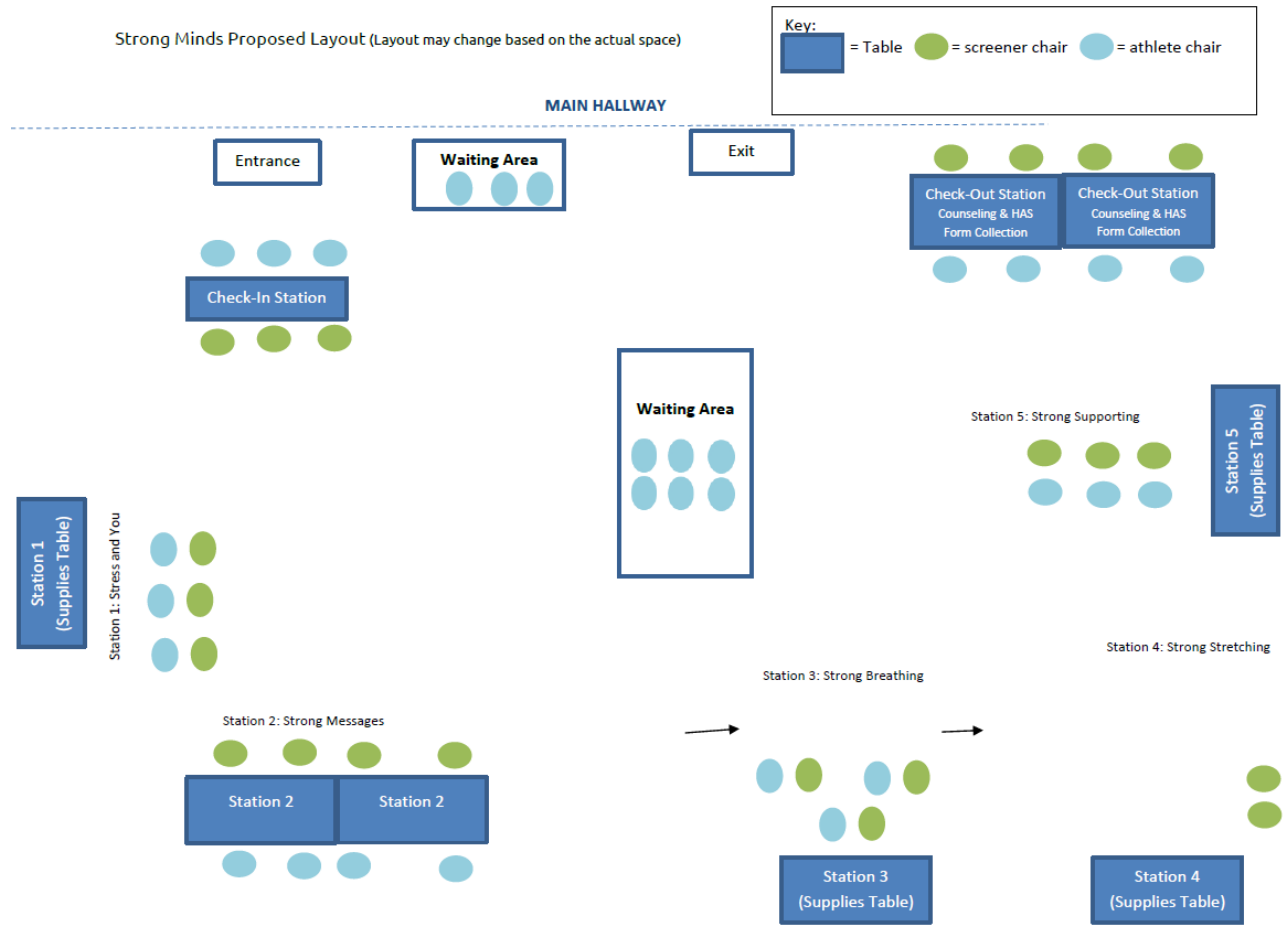 Strong Minds Proposed Layout (Layout may change based on the actual space)
Key:
= Table
= screener chair
= athlete chair
MAIN HALLWAY
Entrance
Waiting Area
Exit
Check-Out Station
Counseling & HAS
Form Collection
Check-Out Station
Counseling & HAS
Form Collection
Check-In Station
Waiting Area
Station 5: Strong Supporting
Station 5
(Supplies Table)
Station 1
(Supplies Table)
Station 1: Stress and You
Station 4: Strong Stretching
Station 3: Strong Breathing
Station 2: Strong Messages
Station 2
Station 2
Station 3
(Supplies Table)
Station 4
(Supplies Table)